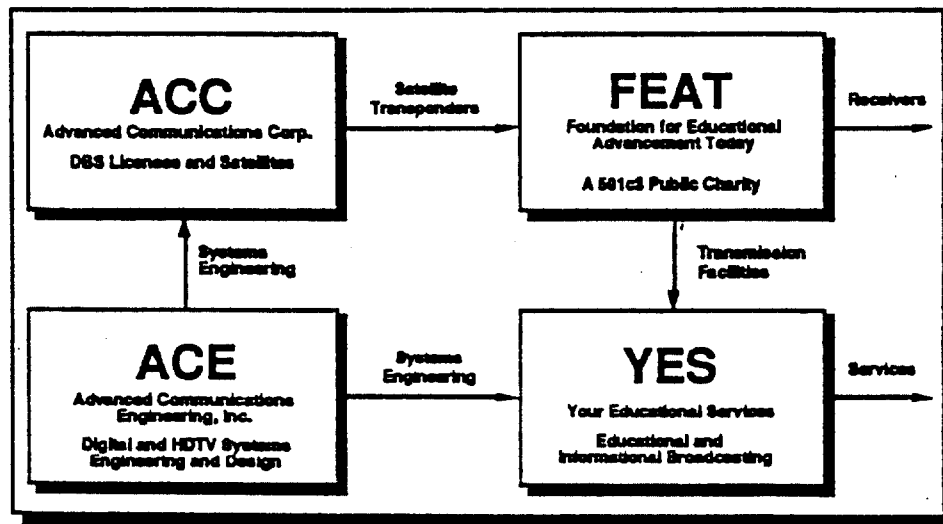 ACC
Advanced Communications Corp.
DBS Licenses and Satellites
Satellite
Transponders
FEAT
Foundation for Educational
Advancement Today
A 501c3 Public Charity
Receivers
Systems
Engineering
Transmission
Facilities
ACE
Advanced Communications
Engineering, Inc.
Digital and HDTV Systems
Engineering and Design
Systems
Engineering
YES
Your Educational Services
Educational and
Informational Broadcasting
Services